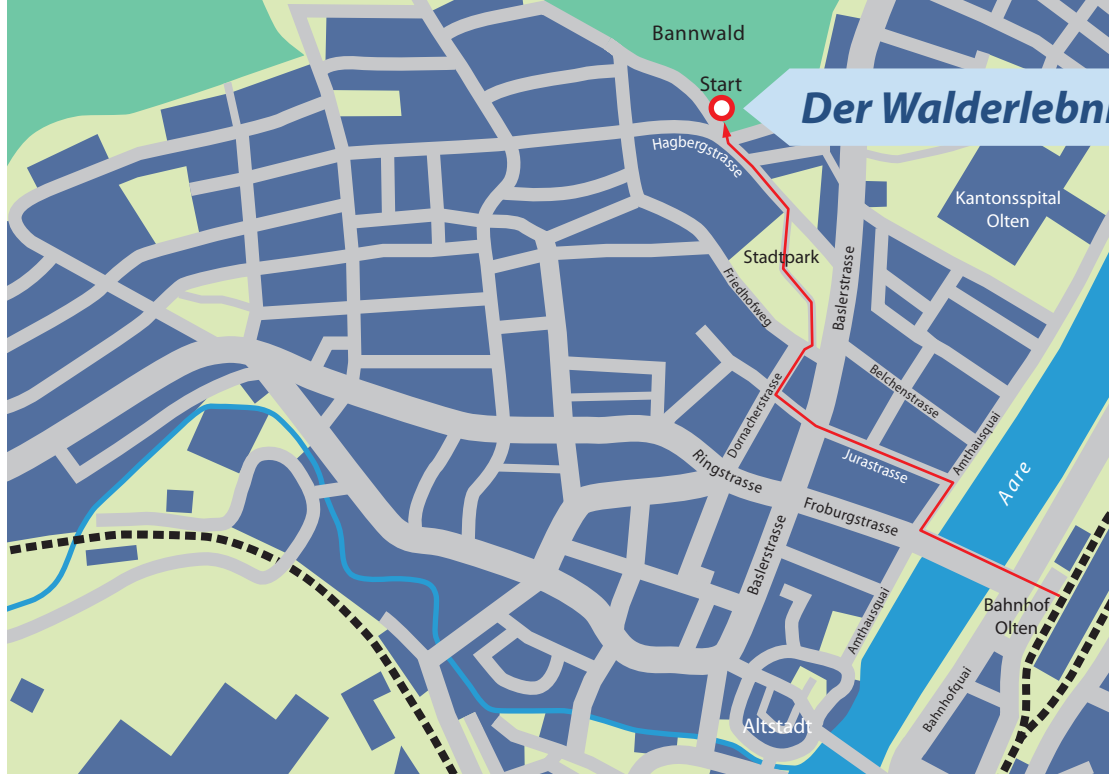 Bannwald
Start
Der
Hagbergstrasse
Kantonsspital
Olten
Stadtpark
Baslerstrasse
Friedhofweg
Belchenstrasse
Dornacherstrasse
Amthausquai
Jurastrasse
Ringstrasse
Aare
Froburgstrasse
Baslerstrasse
Bahnhof
Olten
Amthausquai
Bahnhofquai
Altstadt